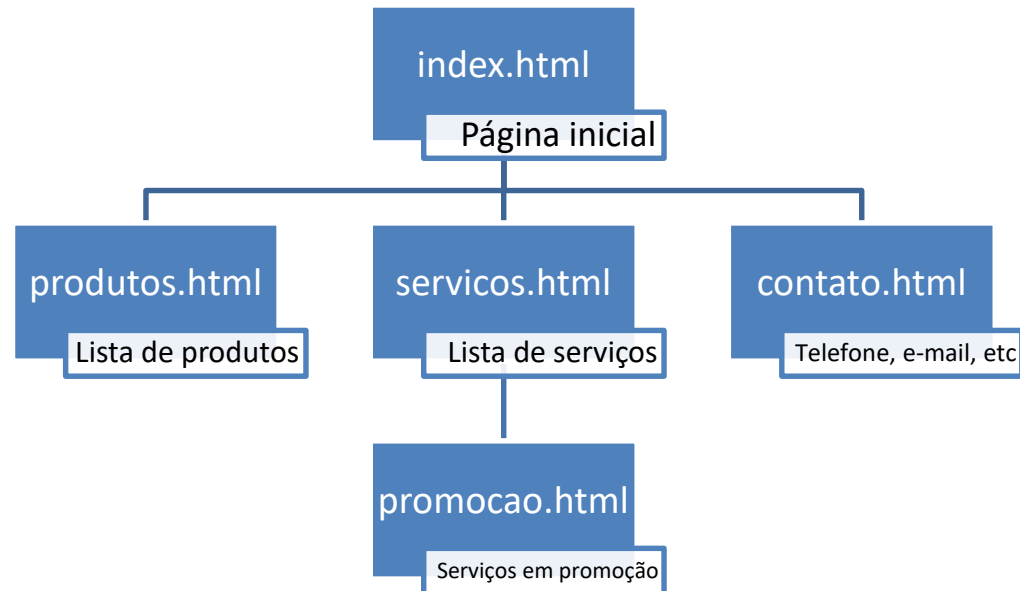 index.html
Página inicial
produtos.html
Lista de produtos
servicos.html
Lista de serviços
contato.html
Telefone, e-mail, etc
promocao.html
Serviços em promoção